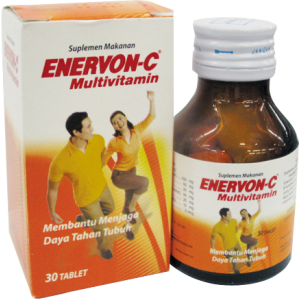 Suplemen Makanan
ENERVON-C®
Multivitamin
Membantu Menjaga
Daya Tahan Tubuh
30 TABLET
Suplemen Makanan
ENERVON-C®
Multivitamin
Membantu Menjaga
Daya Tahan Tubuh